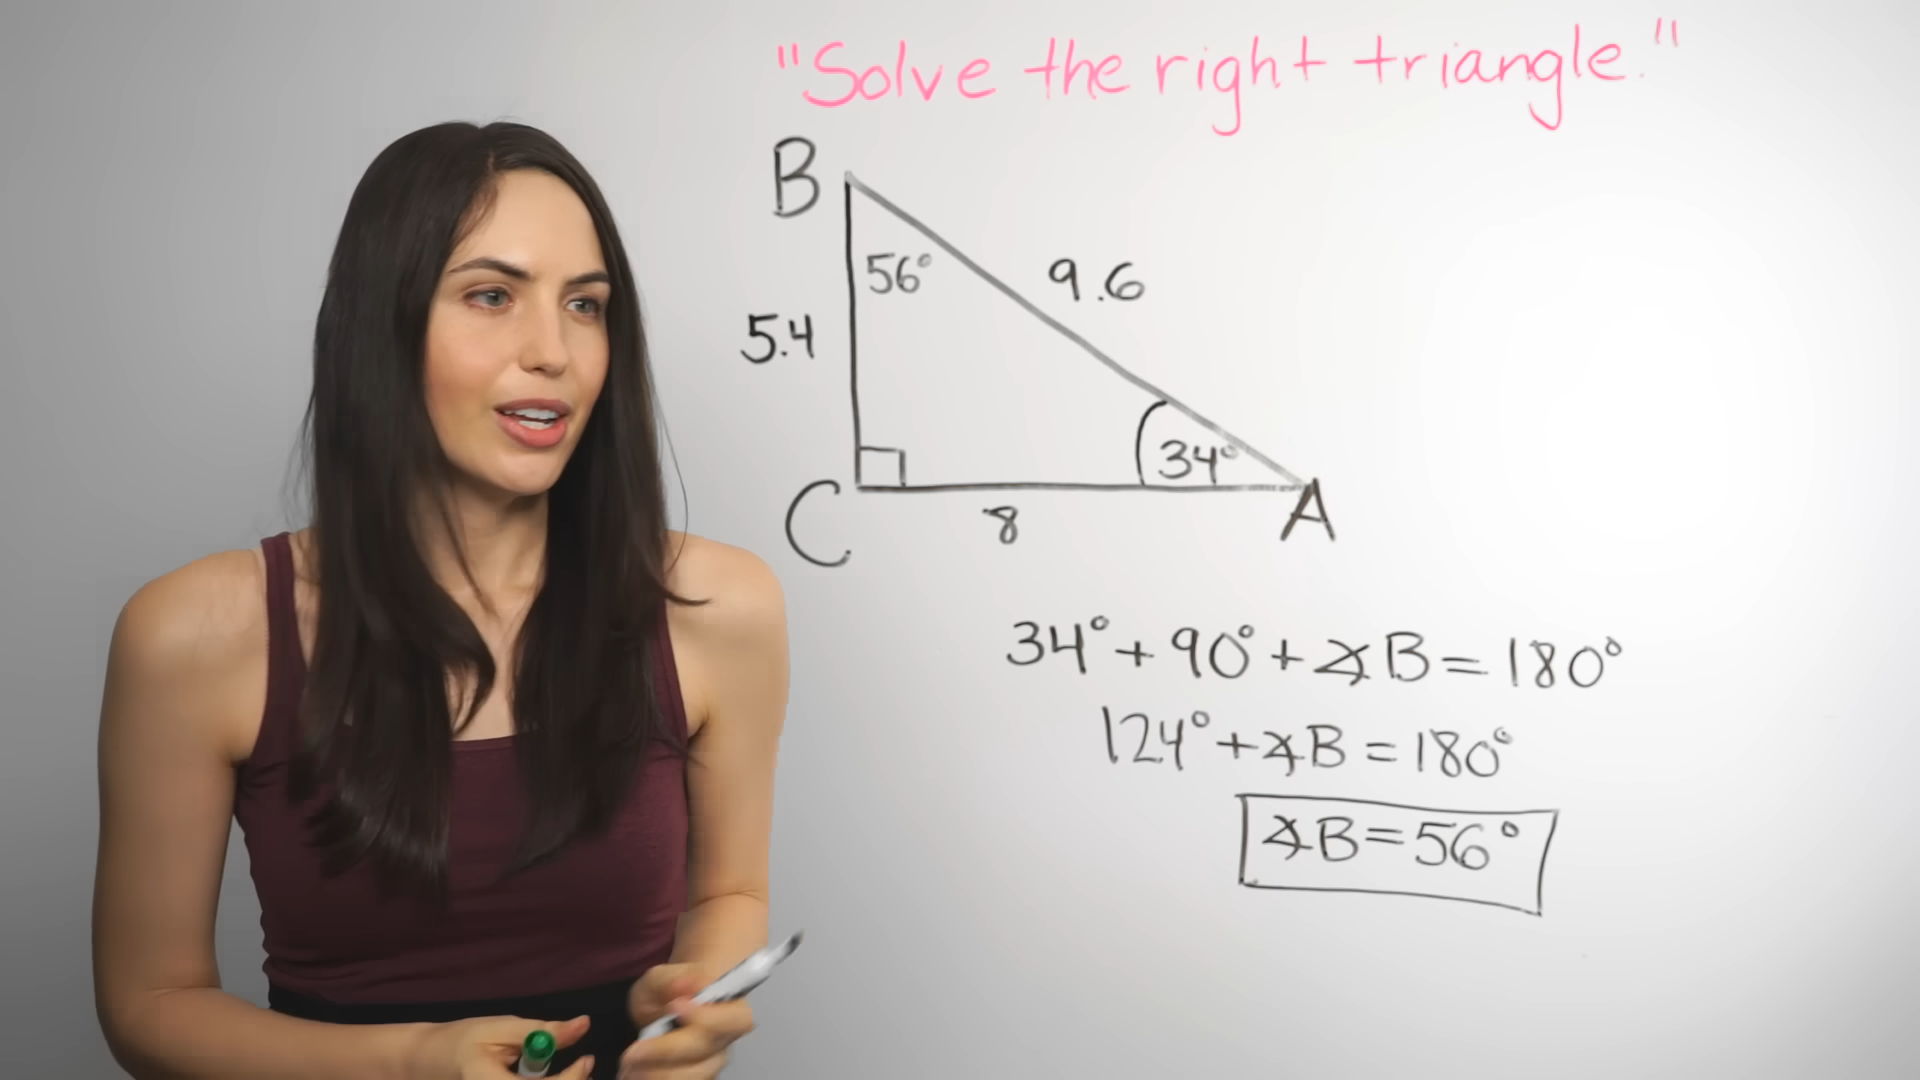 "Solve the right triangle."
B
56°
9.6
5.4
34°
C
8
A
34° + 90° + ∡B = 180°
124° + ∡B = 180°
∡B = 56°